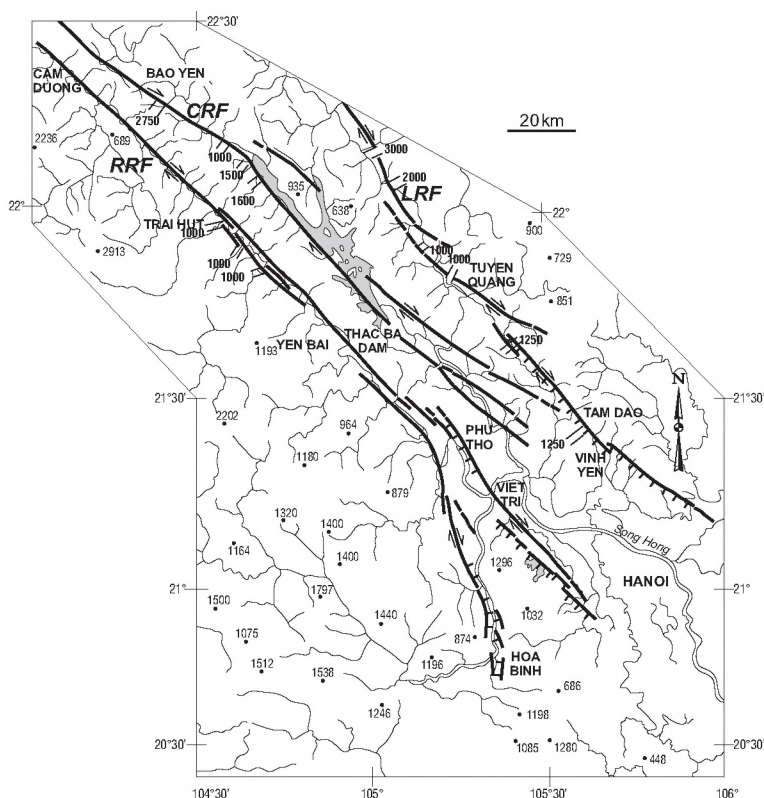 22°30'
CAM
DUONG
BAO YEN
2750
CRF
20 km
2236
689
RRF
1000
1500
1600
935
638
3000
2000
LRF
22°
22°
TRAI HUT
1000
1000
1000
2913
900
729
1000
1000
TUYEN
QUANG
851
1193
YEN BAI
THAC BA
DAM
1250
N
21°30'
21°30'
2202
964
PHU
THO
TAM DAO
1250
VINH
YEN
1180
879
VIET
TRI
1320
1400
1164
1400
Song Hong
1296
HANOI
21°
21°
1500
1797
1032
1440
1075
874
1512
1538
1196
HOA
BINH
686
1246
1198
1085
1280
448
20°30'
20°30'
104°30'
105°
105°30'
106°